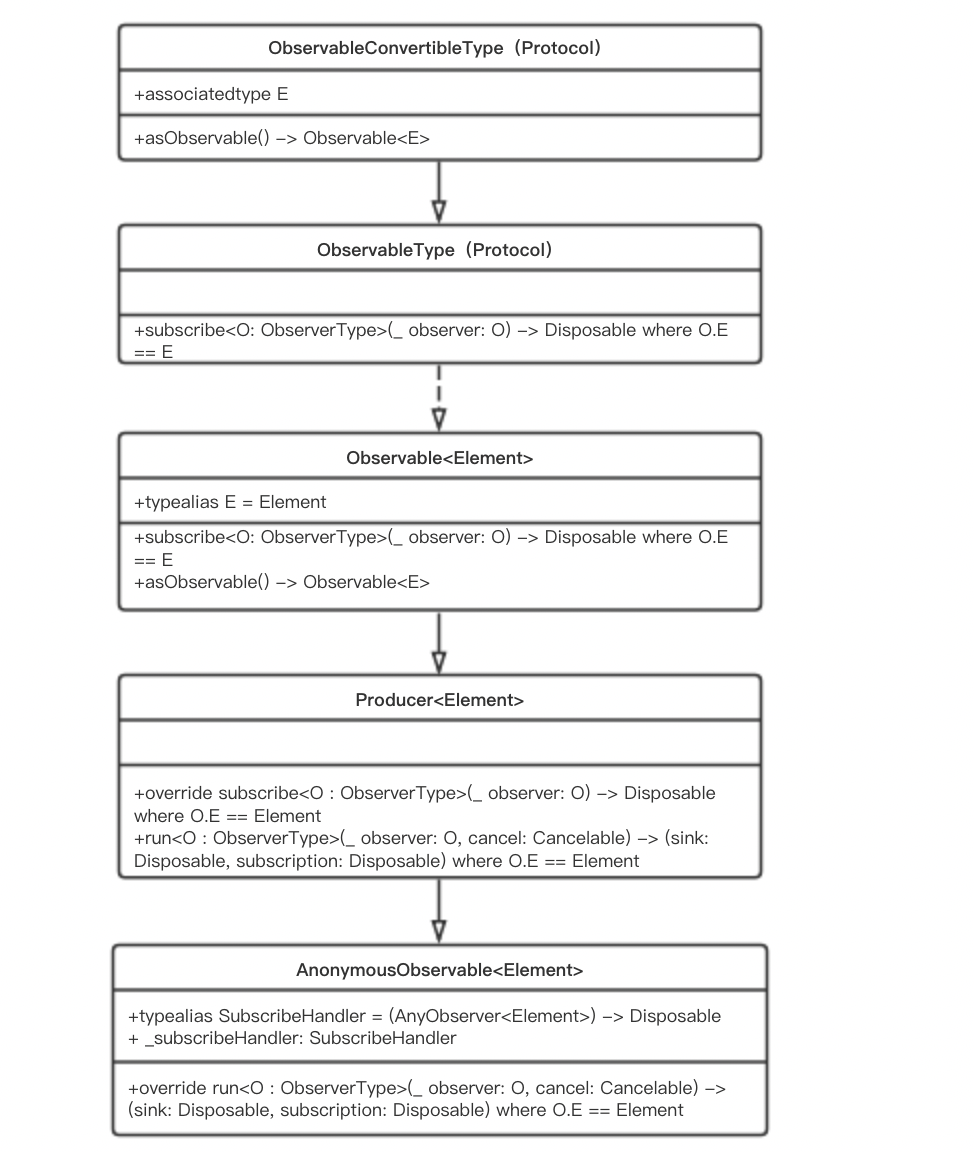 ObservableConvertibleType（Protocol）
+associatedtype E
+asObservable() -> Observable<E>
ObservableType（Protocol）
+subscribe<O: ObserverType>(_ observer: O) -> Disposable where O.E
== E
Observable<Element>
+typealias E = Element
+subscribe<O: ObserverType>(_ observer: O) -> Disposable where O.E
== E
+asObservable() -> Observable<E>
Producer<Element>
+override subscribe<O : ObserverType>(_ observer: O) -> Disposable
where O.E == Element
+run<O : ObserverType>(_ observer: O, cancel: Cancelable) -> (sink:
Disposable, subscription: Disposable) where O.E == Element
AnonymousObservable<Element>
+typealias SubscribeHandler = (AnyObserver<Element>) -> Disposable
+ _subscribeHandler: SubscribeHandler
+override run<O : ObserverType>(_ observer: O, cancel: Cancelable) ->
(sink: Disposable, subscription: Disposable) where O.E == Element